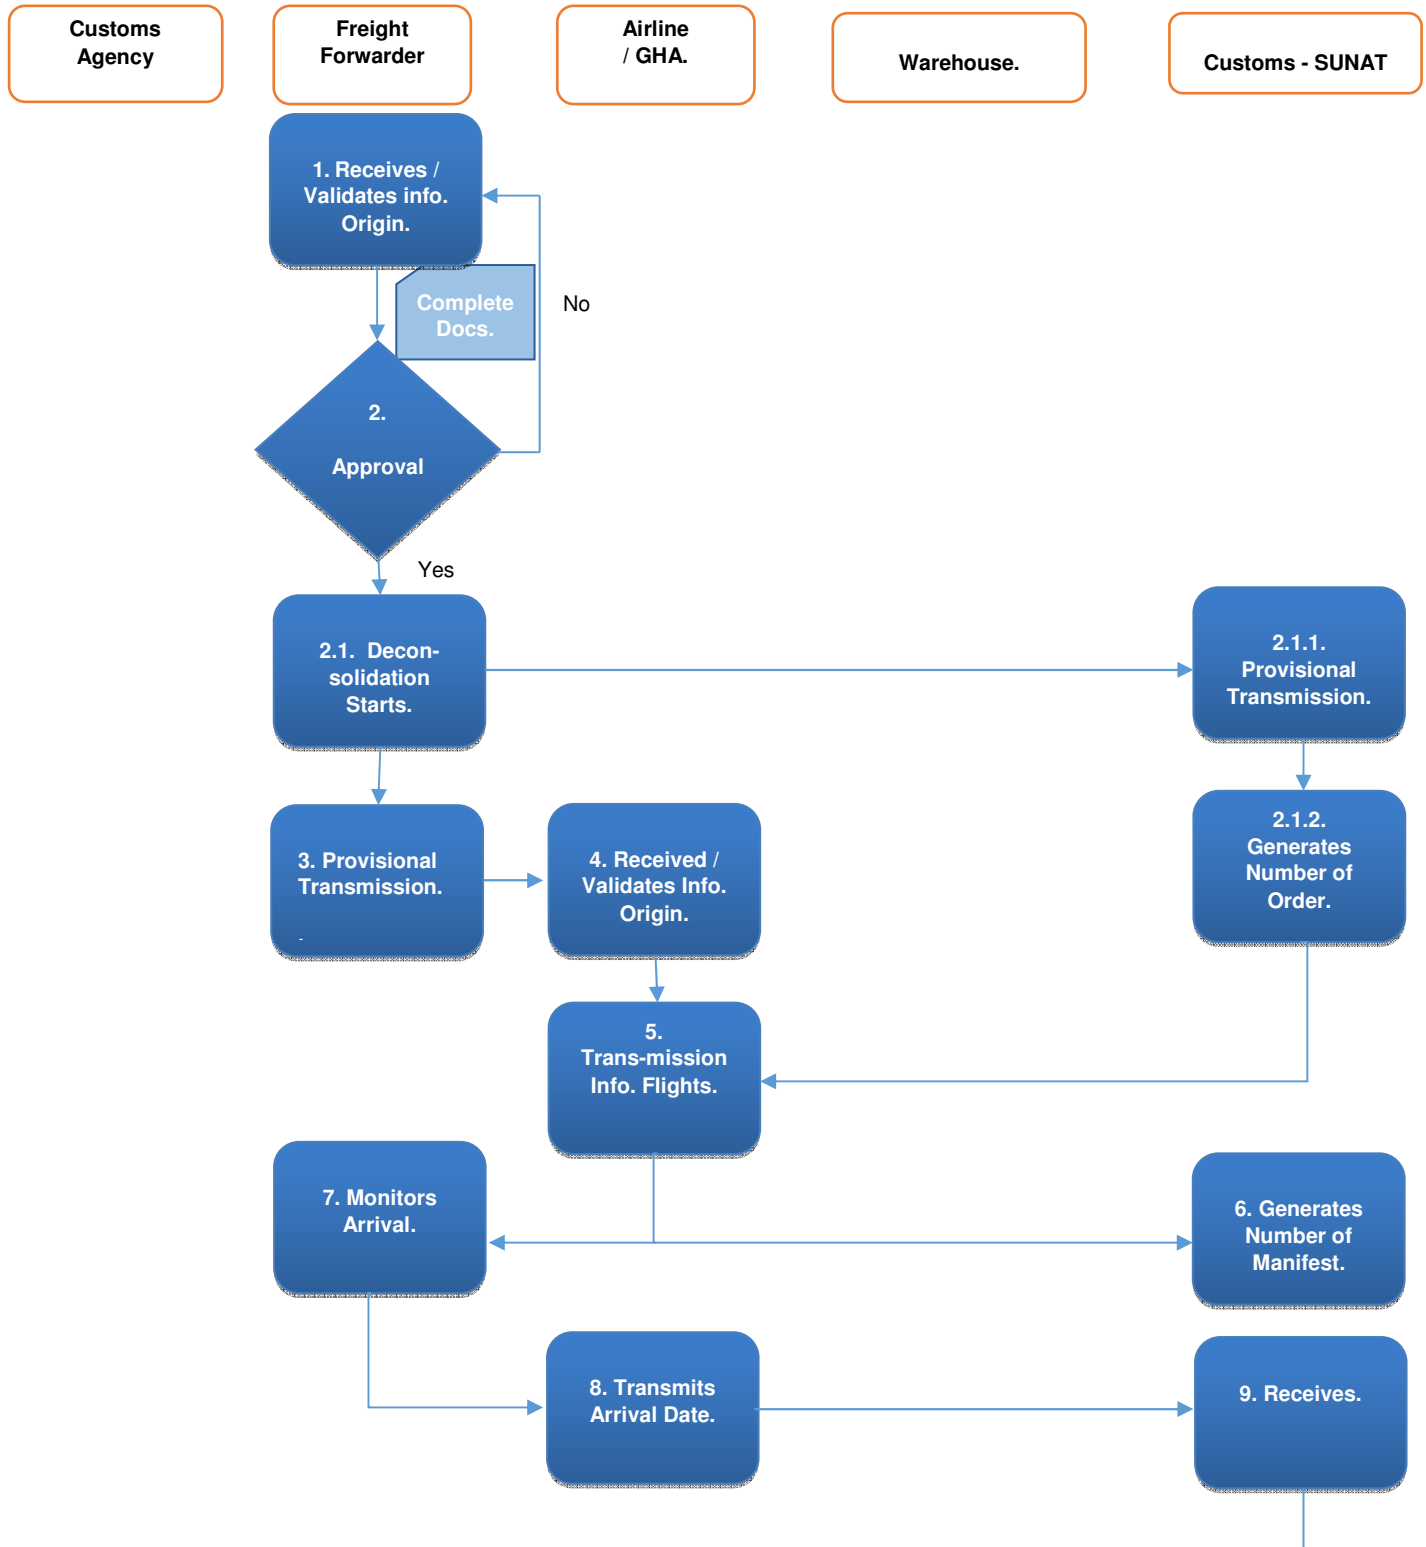 Customs
Agency
Freight
Forwarder
Airline
/ GHA.
Warehouse.
Customs - SUNAT
1. Receives /
Validates info.
Origin.
Complete
Docs.
No
2.
Approval
Yes
2.1. Decon-
solidation
Starts.
2.1.1.
Provisional
Transmission.
3. Provisional
Transmission.
-
4. Received /
Validates Info.
Origin.
2.1.2.
Generates
Number of
Order.
5.
Trans-mission
Info. Flights.
7. Monitors
Arrival.
6. Generates
Number of
Manifest.
8. Transmits
Arrival Date.
9. Receives.